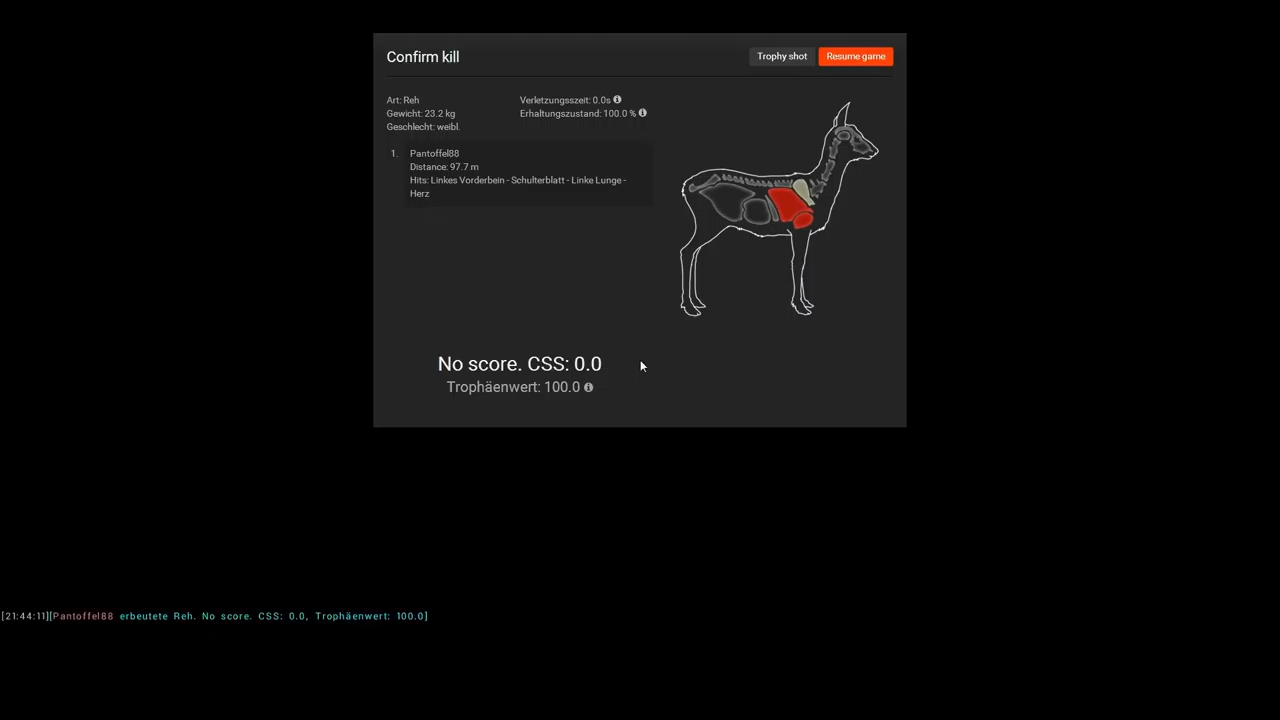 Confirm kill
Trophy shot
Resume game
Art: Reh
Gewicht: 23.2 kg
Geschlecht: weibl.
Verletzungszeit: 0.0s
Erhaltungszustand: 100.0 %
1. Pantoffel88
Distance: 97.7 m
Hits: Linkes Vorderbein - Schulterblatt - Linke Lunge -
Herz
No score. CSS: 0.0
Trophäenwert: 100.0
[21:44:11][Pantoffel88 erbeutete Reh. No score. CSS: 0.0, Trophäenwert: 100.0]